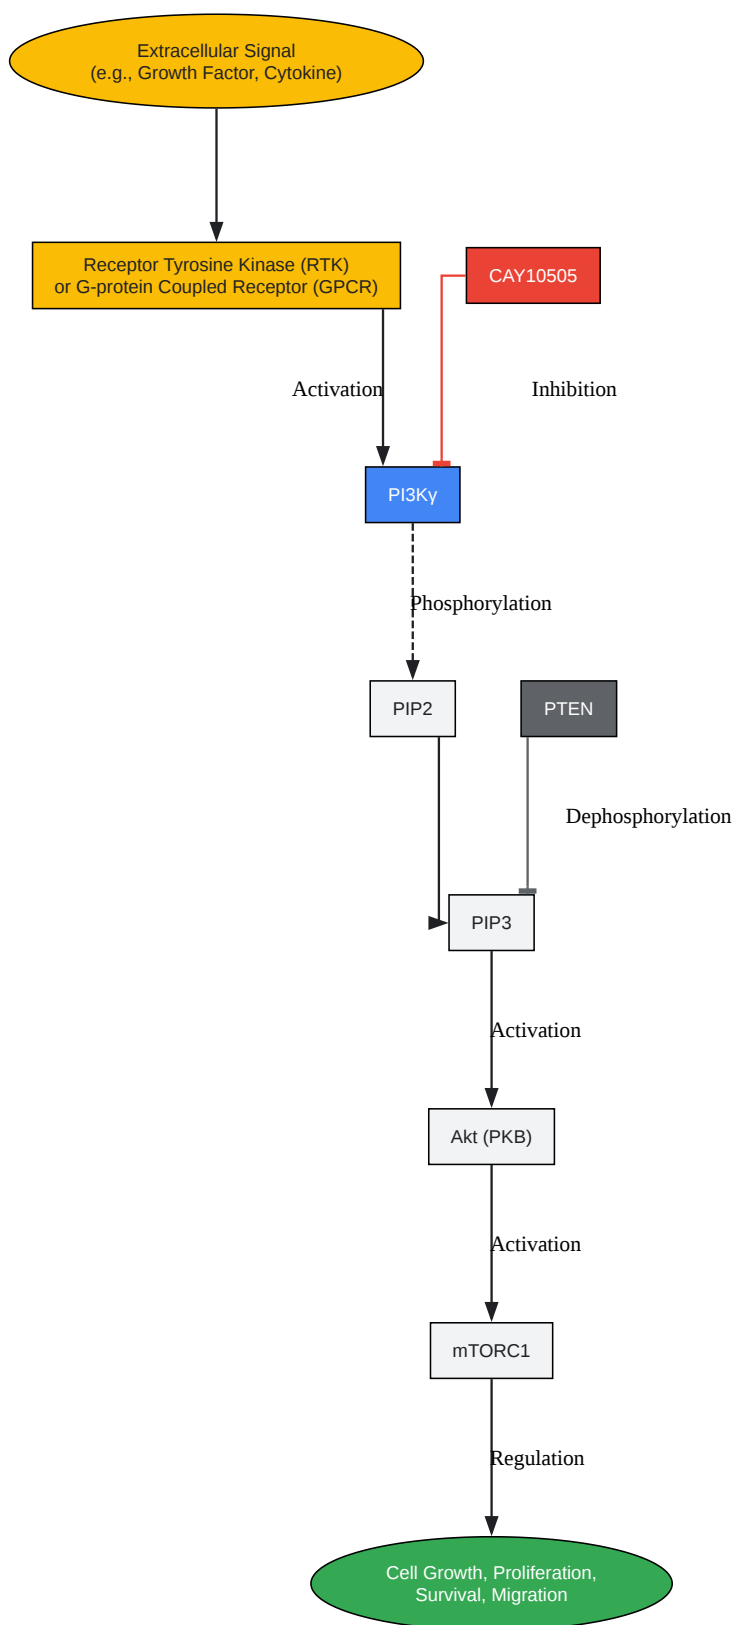 Extracellular Signal
(e.g., Growth Factor, Cytokine)
Receptor Tyrosine Kinase (RTK)
or G-protein Coupled Receptor (GPCR)
CAY10505
Activation
Inhibition
PI3Kγ
Phosphorylation
PIP2
PTEN
Dephosphorylation
PIP3
Activation
Akt (PKB)
Activation
mTORC1
Regulation
Cell Growth, Proliferation,
Survival, Migration